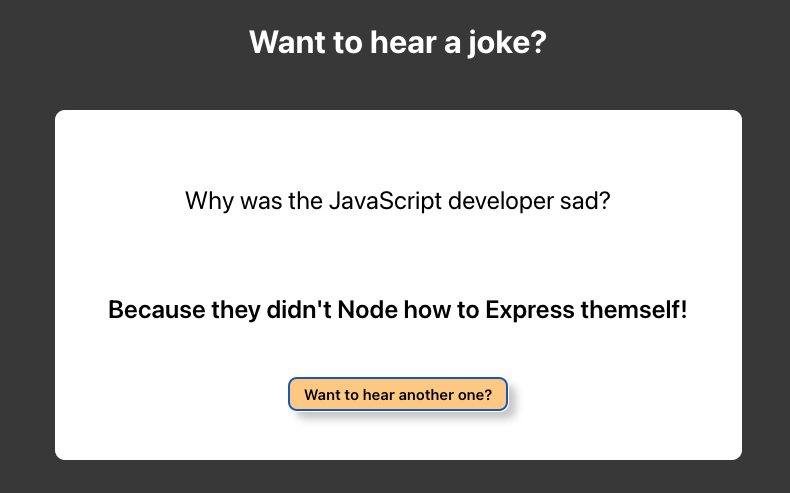 Want to hear a joke?
Why was the JavaScript developer sad?
Because they didn't Node how to Express themself!
Want to hear another one?